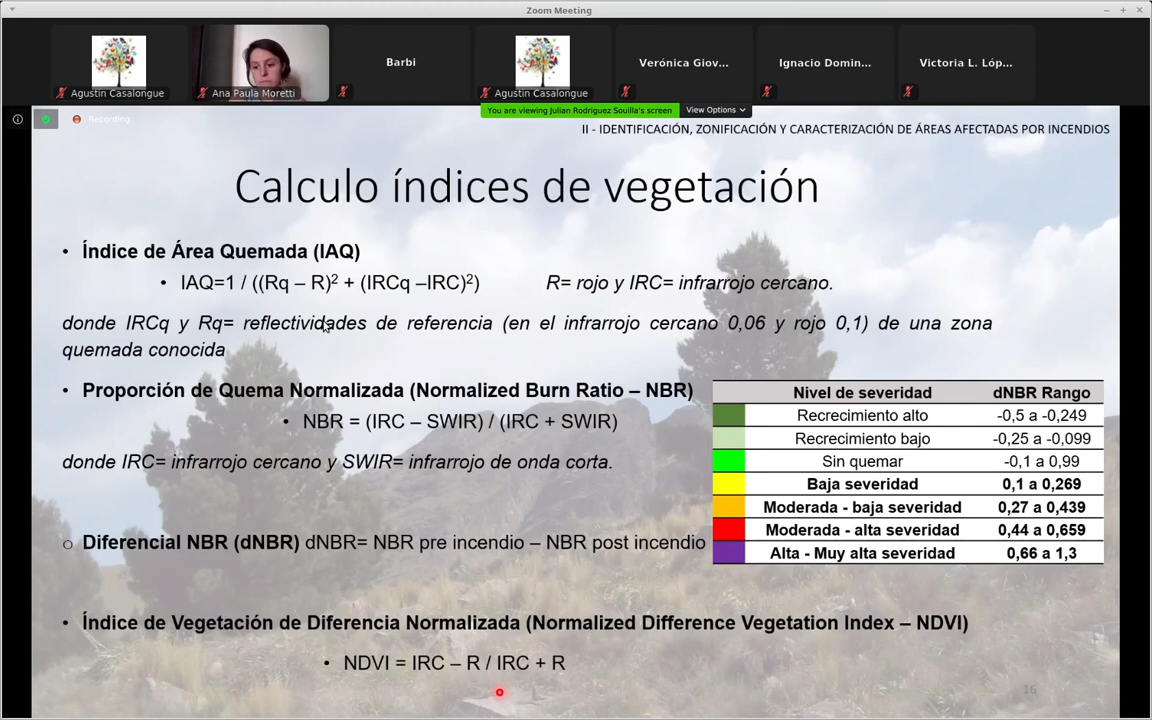 Zoom Meeting
Agustin Casalongue
Ana Paula Moretti
Barbi
Agustin Casalongue
Verónica Giov...
Ignacio Domin...
Victoria L. Lóp...
You are viewing Julian Rodriguez Souilla's screen
View Options
Recording
II - IDENTIFICACIÓN, ZONIFICACIÓN Y CARACTERIZACIÓN DE ÁREAS AFECTADAS POR INCENDIOS
Calculo índices de vegetación
• Índice de Área Quemada (IAQ)
• IAQ=1 / ((Rq – R)² + (IRCq –IRC)²) R= rojo y IRC= infrarrojo cercano.
donde IRCq y Rq= reflectividades de referencia (en el infrarrojo cercano 0,06 y rojo 0,1) de una zona
quemada conocida
• Proporción de Quema Normalizada (Normalized Burn Ratio – NBR)
• NBR = (IRC – SWIR) / (IRC + SWIR)
donde IRC= infrarrojo cercano y SWIR= infrarrojo de onda corta.
Nivel de severidad dNBR Rango
Recrecimiento alto -0,5 a -0,249
Recrecimiento bajo -0,25 a -0,099
Sin quemar -0,1 a 0,99
Baja severidad 0,1 a 0,269
Moderada - baja severidad 0,27 a 0,439
Moderada - alta severidad 0,44 a 0,659
Alta - Muy alta severidad 0,66 a 1,3
○ Diferencial NBR (dNBR) dNBR= NBR pre incendio – NBR post incendio
• Índice de Vegetación de Diferencia Normalizada (Normalized Difference Vegetation Index – NDVI)
• NDVI = IRC – R / IRC + R
16